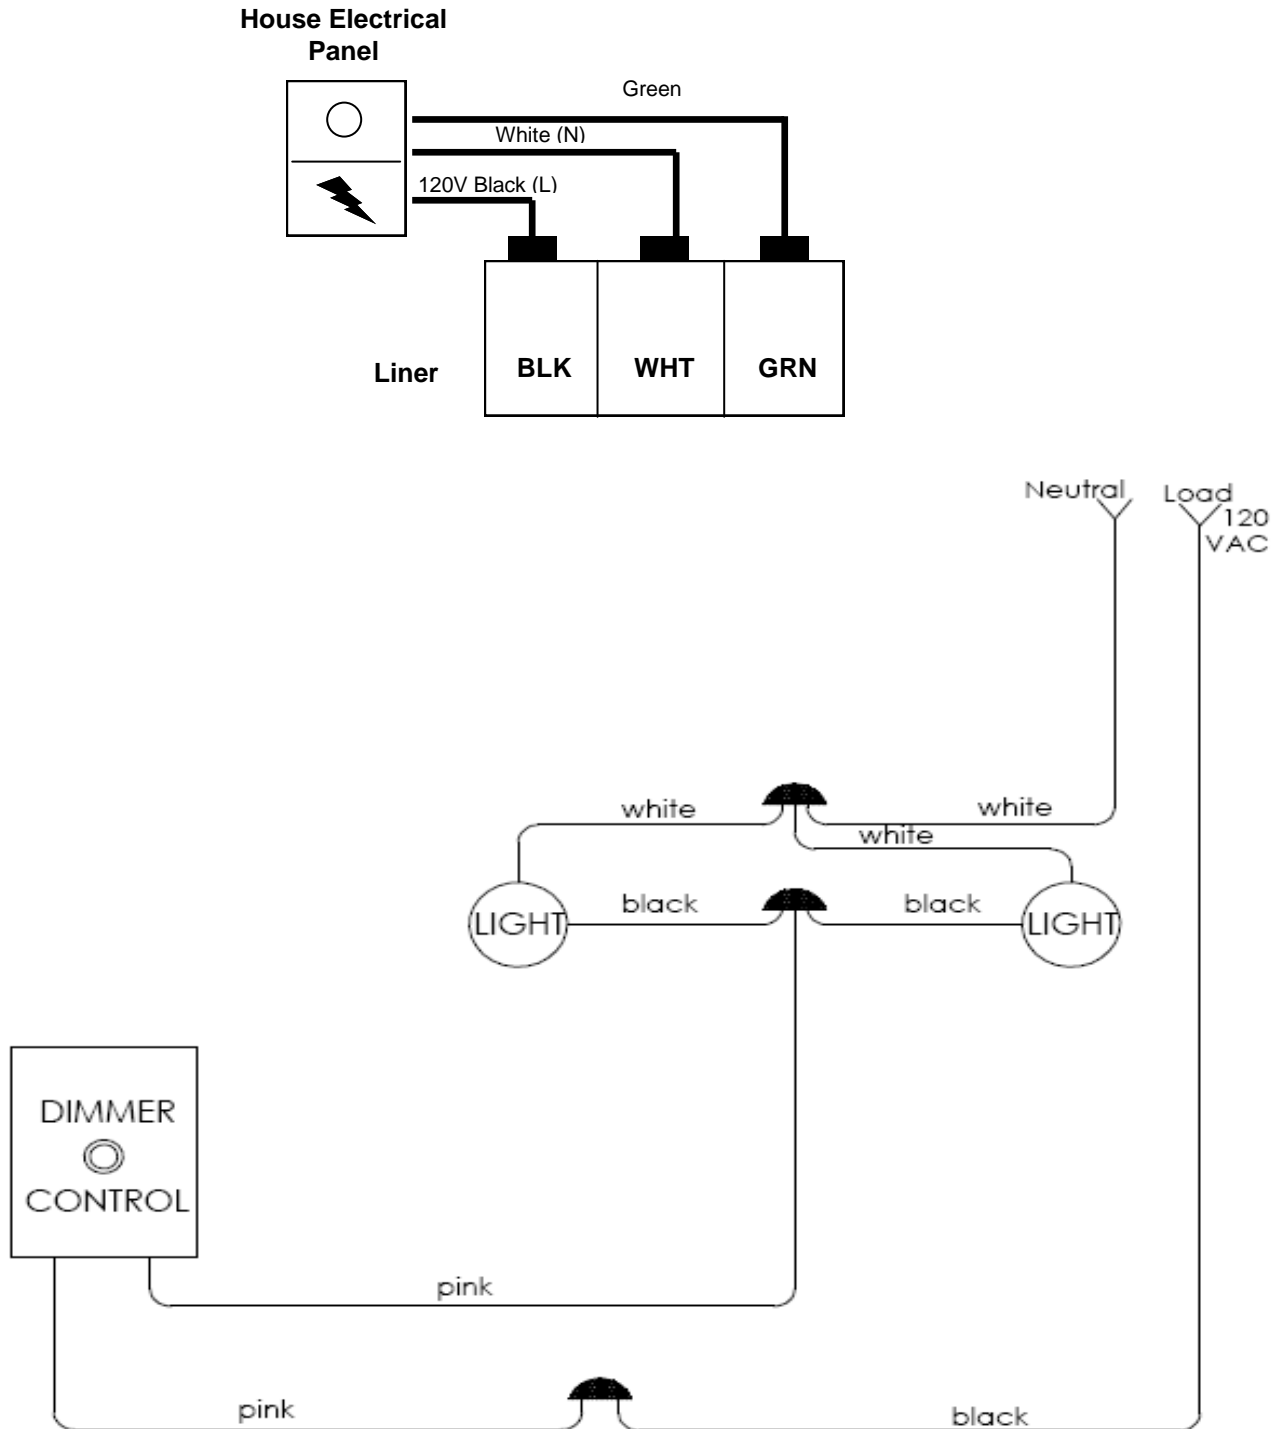 House Electrical
Panel
Green
White (N)
120V Black (L)
Liner
BLK
WHT
GRN
Neutral
Load
120
VAC
white
white
white
black
black
LIGHT
LIGHT
DIMMER
CONTROL
pink
pink
black